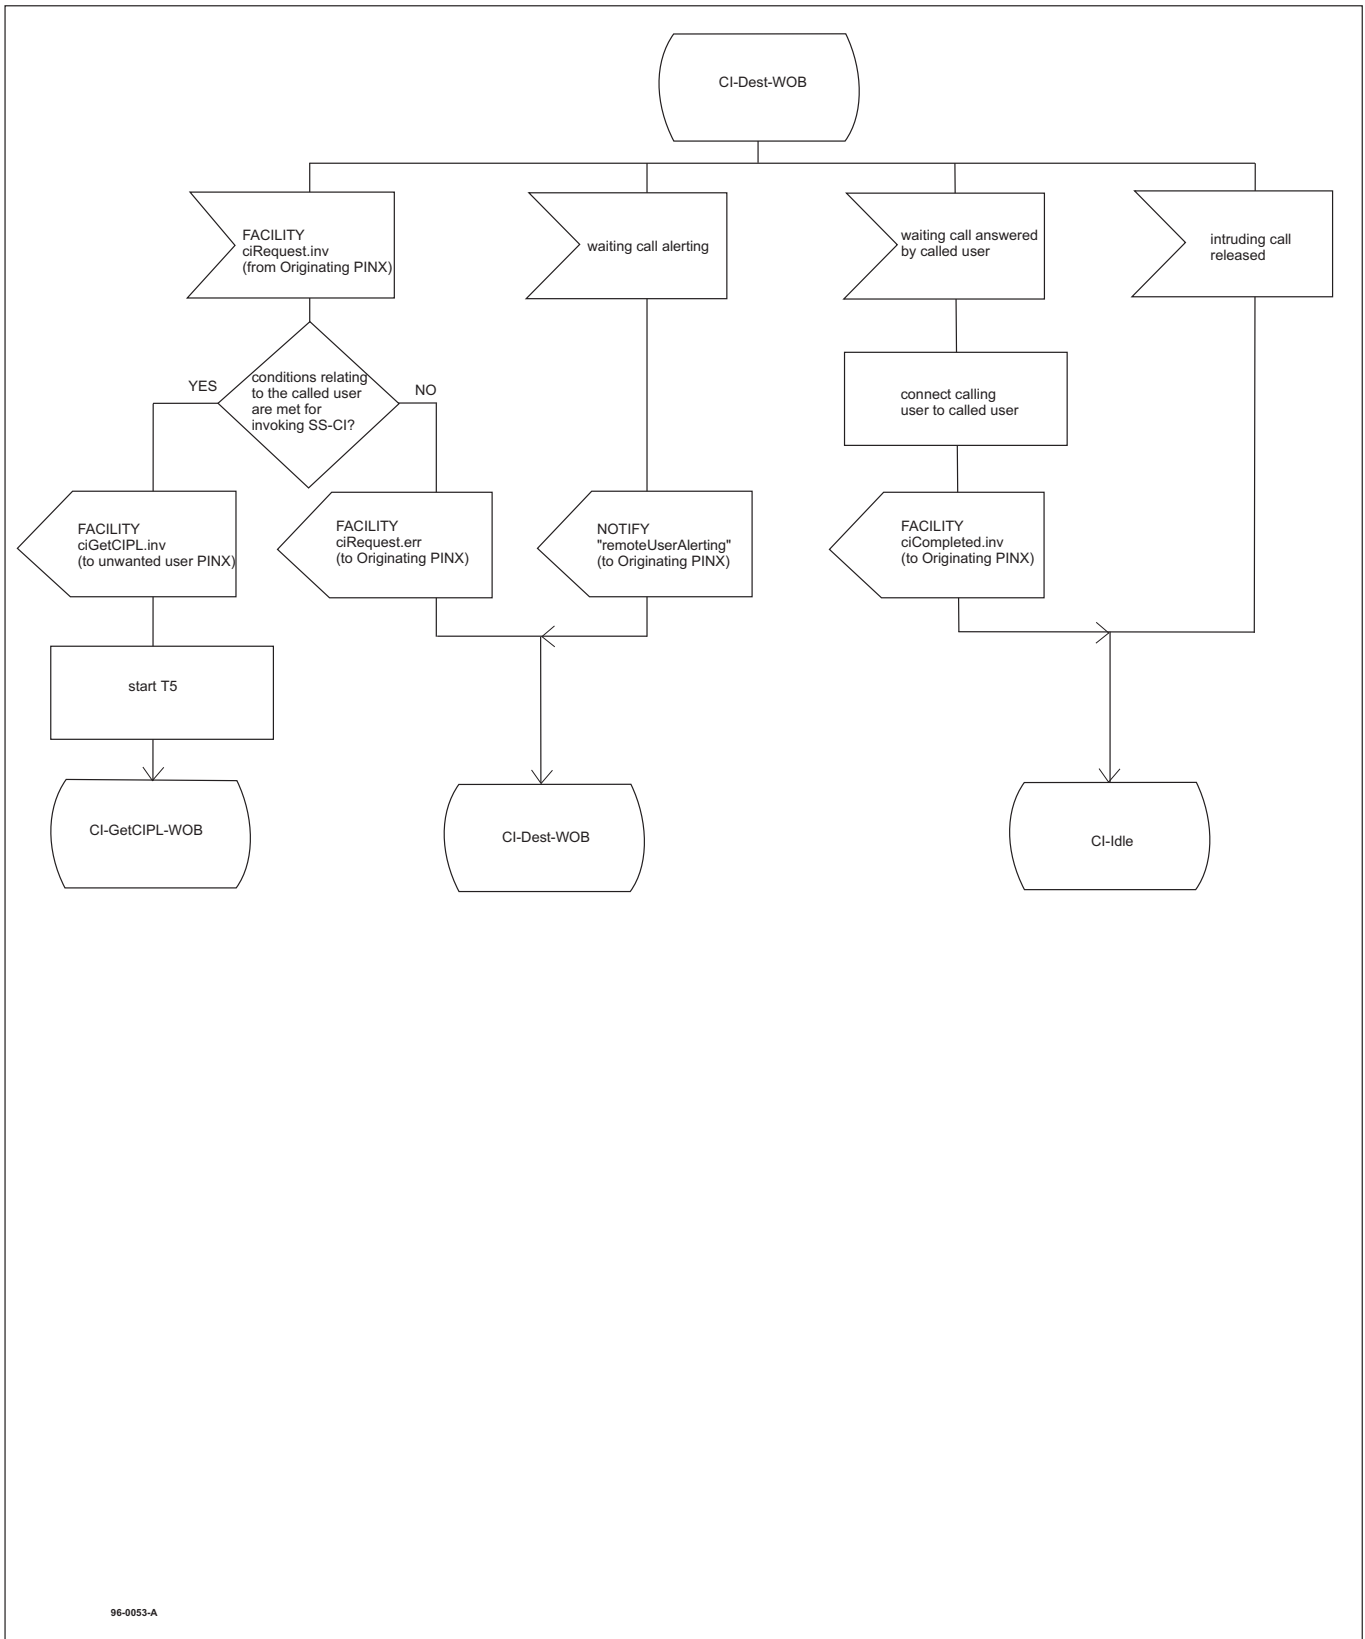 CI-Dest-WOB
FACILITY
ciRequest.inv
(from Originating PINX)
waiting call alerting
waiting call answered
by called user
intruding call
released
YES
conditions relating
to the called user
are met for
invoking SS-CI?
NO
connect calling
user to called user
FACILITY
ciGetCIPL.inv
(to unwanted user PINX)
FACILITY
ciRequest.err
(to Originating PINX)
NOTIFY
"remoteUserAlerting"
(to Originating PINX)
FACILITY
ciCompleted.inv
(to Originating PINX)
start T5
CI-GetCIPL-WOB
CI-Dest-WOB
CI-Idle
96-0053-A